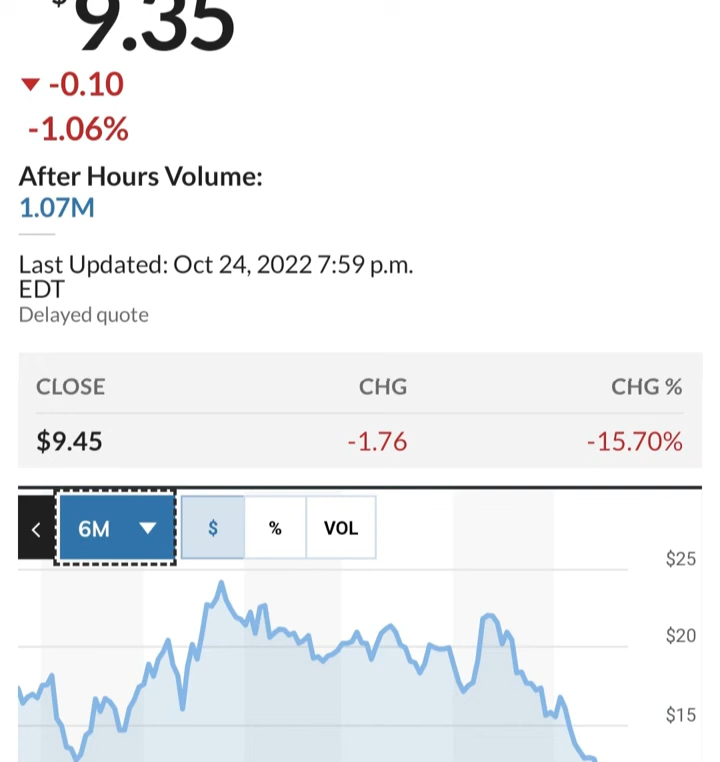 $9.35
-0.10
-1.06%
After Hours Volume:
1.07M
Last Updated: Oct 24, 2022 7:59 p.m.
EDT
Delayed quote
CLOSE CHG CHG %
$9.45 -1.76 -15.70%
6M $ % VOL
$25
$20
$15